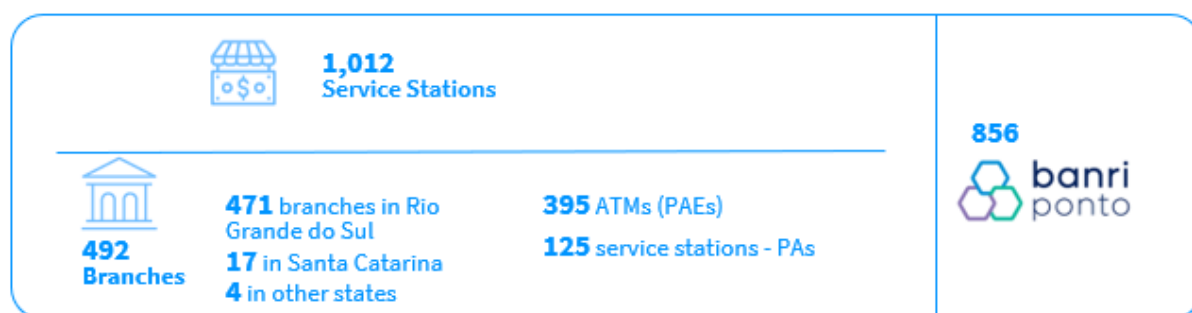 1,012
Service Stations
492
Branches
471 branches in Rio
Grande do Sul
17 in Santa Catarina
4 in other states
395 ATMs (PAEs)
125 service stations - PAs
856
banri
ponto